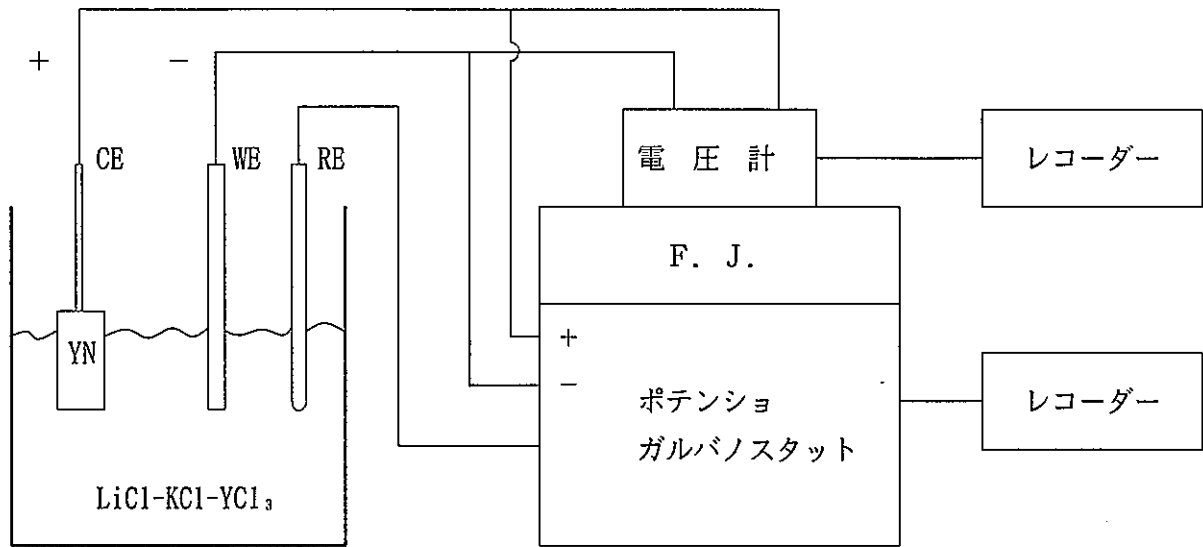 +
−
CE
WE
RE
電圧計
レコーダー
F. J.
YN
+
−
ポテンショ
ガルバノスタット
レコーダー
LiCl-KCl-YCl₃